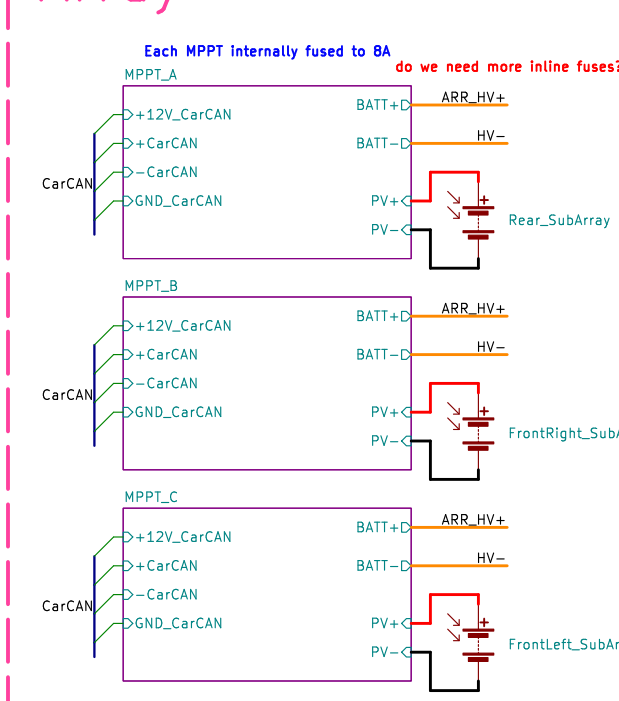 Each MPPT internally fused to 8A
do we need more inline fuses?
MPPT_A
+12V_CarCAN
+CarCAN
-CarCAN
GND_CarCAN
CarCAN
BATT+
BATT-
PV+
PV-
ARR_HV+
HV-
Rear_SubArray
MPPT_B
+12V_CarCAN
+CarCAN
-CarCAN
GND_CarCAN
CarCAN
BATT+
BATT-
PV+
PV-
ARR_HV+
HV-
MPPT_C
+12V_CarCAN
+CarCAN
-CarCAN
GND_CarCAN
CarCAN
BATT+
BATT-
PV+
PV-
ARR_HV+
HV-